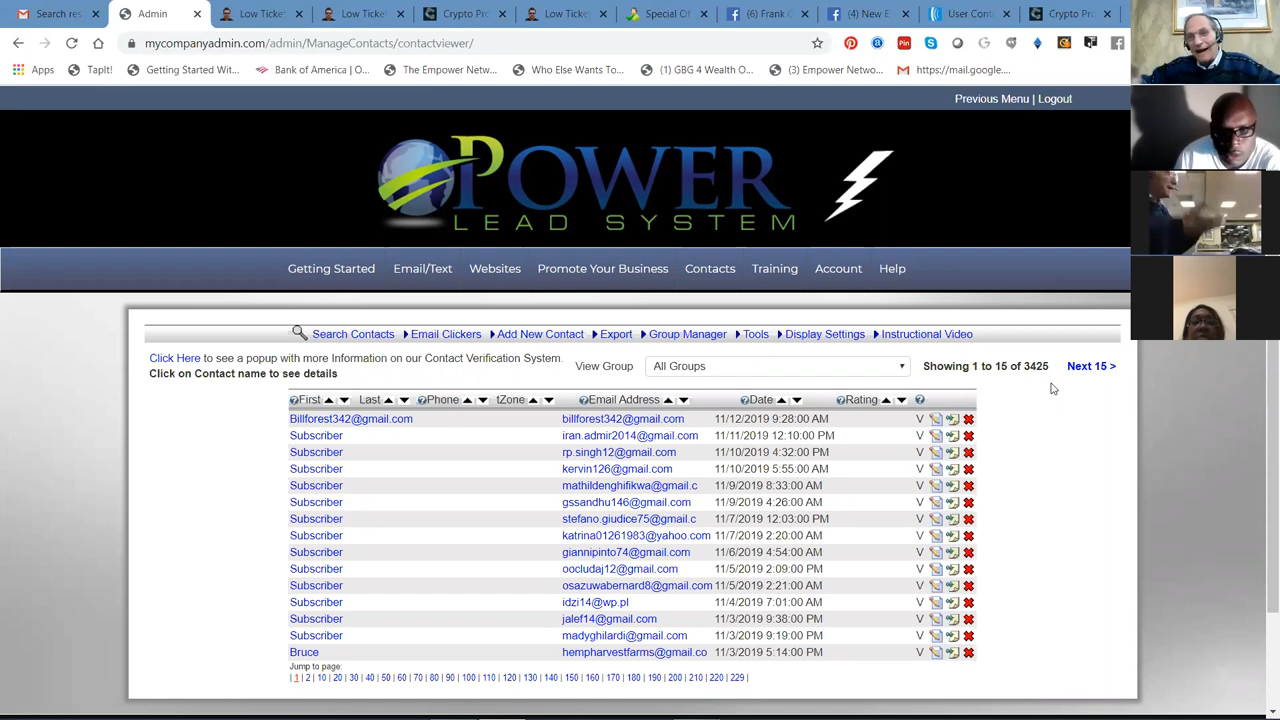 Search res
Admin
Low Ticket
Low Ticket
Crypto Pro
Low Ticket
Special Of
(6) Frank
(4) New E
User Cont
Crypto Pru
mycompanyadmin.com/admin/ManageContacts/contactviewer/
Apps TapIt! Getting Started Wit... Bank of America | O... The Empower Netw... Who Else Wants To... (1) GBG 4 Wealth O... (3) Empower Netwo... https://mail.google....
Previous Menu | Logout
POWER
LEAD SYSTEM
Getting Started Email/Text Websites Promote Your Business Contacts Training Account Help
Search Contacts Email Clickers Add New Contact Export Group Manager Tools Display Settings Instructional Video
Click Here to see a popup with more Information on our Contact Verification System.
Click on Contact name to see details
View Group All Groups Showing 1 to 15 of 3425 Next 15 >
First Last Phone tZone Email Address Date Rating
Billforest342@gmail.com billforest342@gmail.com 11/12/2019 9:28:00 AM V
Subscriber iran.admir2014@gmail.com 11/11/2019 12:10:00 PM V
Subscriber rp.singh12@gmail.com 11/10/2019 4:32:00 PM V
Subscriber kervin126@gmail.com 11/10/2019 5:55:00 AM V
Subscriber mathildenghifikwa@gmail.c 11/9/2019 8:33:00 AM V
Subscriber gssandhu146@gmail.com 11/9/2019 4:26:00 AM V
Subscriber stefano.giudice75@gmail.c 11/7/2019 12:03:00 PM V
Subscriber katrina01261983@yahoo.com 11/7/2019 2:20:00 AM V
Subscriber giannipinto74@gmail.com 11/6/2019 4:54:00 AM V
Subscriber oocludaj12@gmail.com 11/5/2019 2:09:00 PM V
Subscriber osazuwabernard8@gmail.com 11/5/2019 2:21:00 AM V
Subscriber idzi14@wp.pl 11/4/2019 7:01:00 AM V
Subscriber jalef14@gmail.com 11/3/2019 9:38:00 PM V
Subscriber madyghilardi@gmail.com 11/3/2019 9:19:00 PM V
Bruce hempharvestfarms@gmail.co 11/3/2019 5:14:00 PM V
Jump to page:
| 1 | 2 | 10 | 20 | 30 | 40 | 50 | 60 | 70 | 80 | 90 | 100 | 110 | 120 | 130 | 140 | 150 | 160 | 170 | 180 | 190 | 200 | 210 | 220 | 229 |